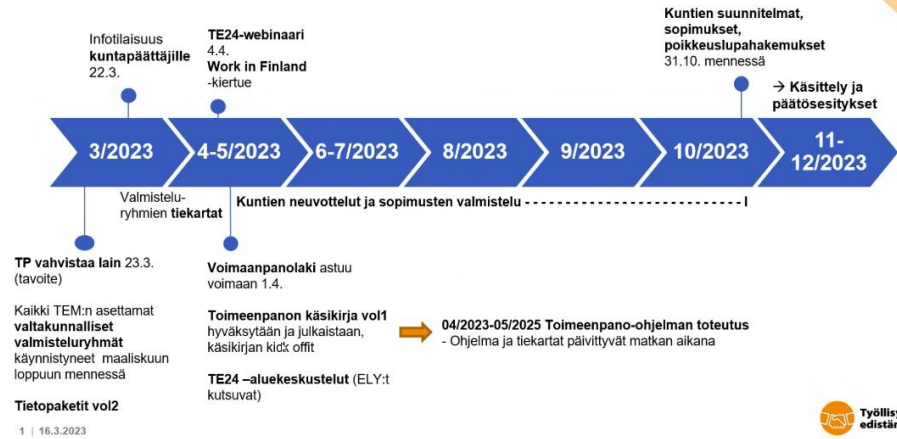 Infotilaisuus
kuntapäättäjille
22.3.
TE24-webinaari
4.4.
Work in Finland
-kiertue
Kuntien suunnitelmat,
sopimukset,
poikkeuslupahakemukset
31.10. mennessä
→ Käsittely ja
päätösesitykset
3/2023
4-5/2023
6-7/2023
8/2023
9/2023
10/2023
11-
12/2023
Valmistelu-
ryhmien tiekartat
Kuntien neuvottelut ja sopimusten valmistelu - - - - - - - - - - - - - - - - - - - - - - - - - - - - I
TP vahvistaa lain 23.3.
(tavoite)
Kaikki TEM:n asettamat
valtakunnalliset
valmisteluryhmät
käynnistyneet maaliskuun
loppuun mennessä
Tietopaketit vol2
Voimaanpanolaki astuu
voimaan 1.4.
Toimeenpanon käsikirja vol1
hyväksytään ja julkaistaan,
käsikirjan kick offit
TE24 –aluekeskustelut (ELY:t
kutsuvat)
04/2023-05/2025 Toimeenpano-ohjelman toteutus
- Ohjelma ja tiekartat päivittyvät matkan aikana
1 | 16.3.2023